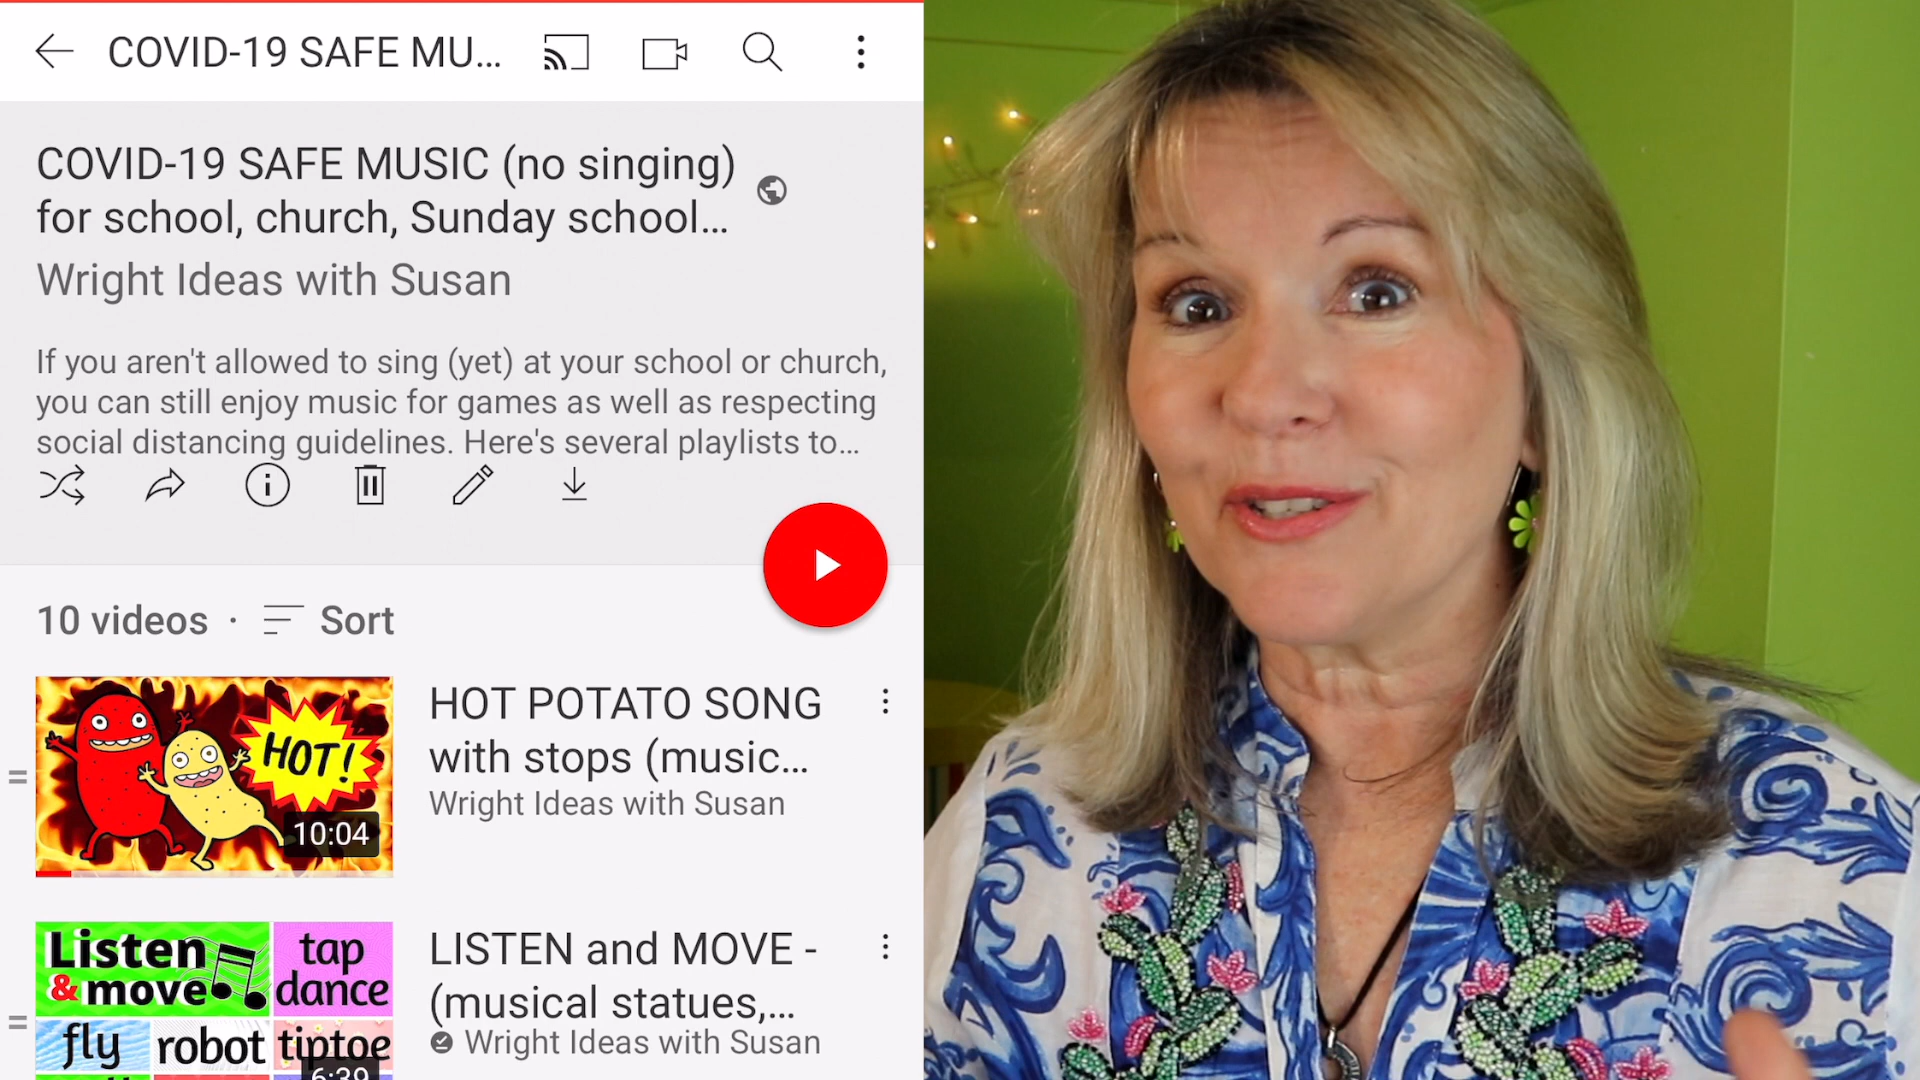 COVID-19 SAFE MU...
COVID-19 SAFE MUSIC (no singing)
for school, church, Sunday school...
Wright Ideas with Susan
If you aren't allowed to sing (yet) at your school or church,
you can still enjoy music for games as well as respecting
social distancing guidelines. Here's several playlists to...
10 videos · Sort
HOT!
10:04
HOT POTATO SONG
with stops (music...
Wright Ideas with Susan
Listen
& move
tap
dance
fly
robot
tiptoe
6:39
LISTEN and MOVE -
(musical statues,...
Wright Ideas with Susan